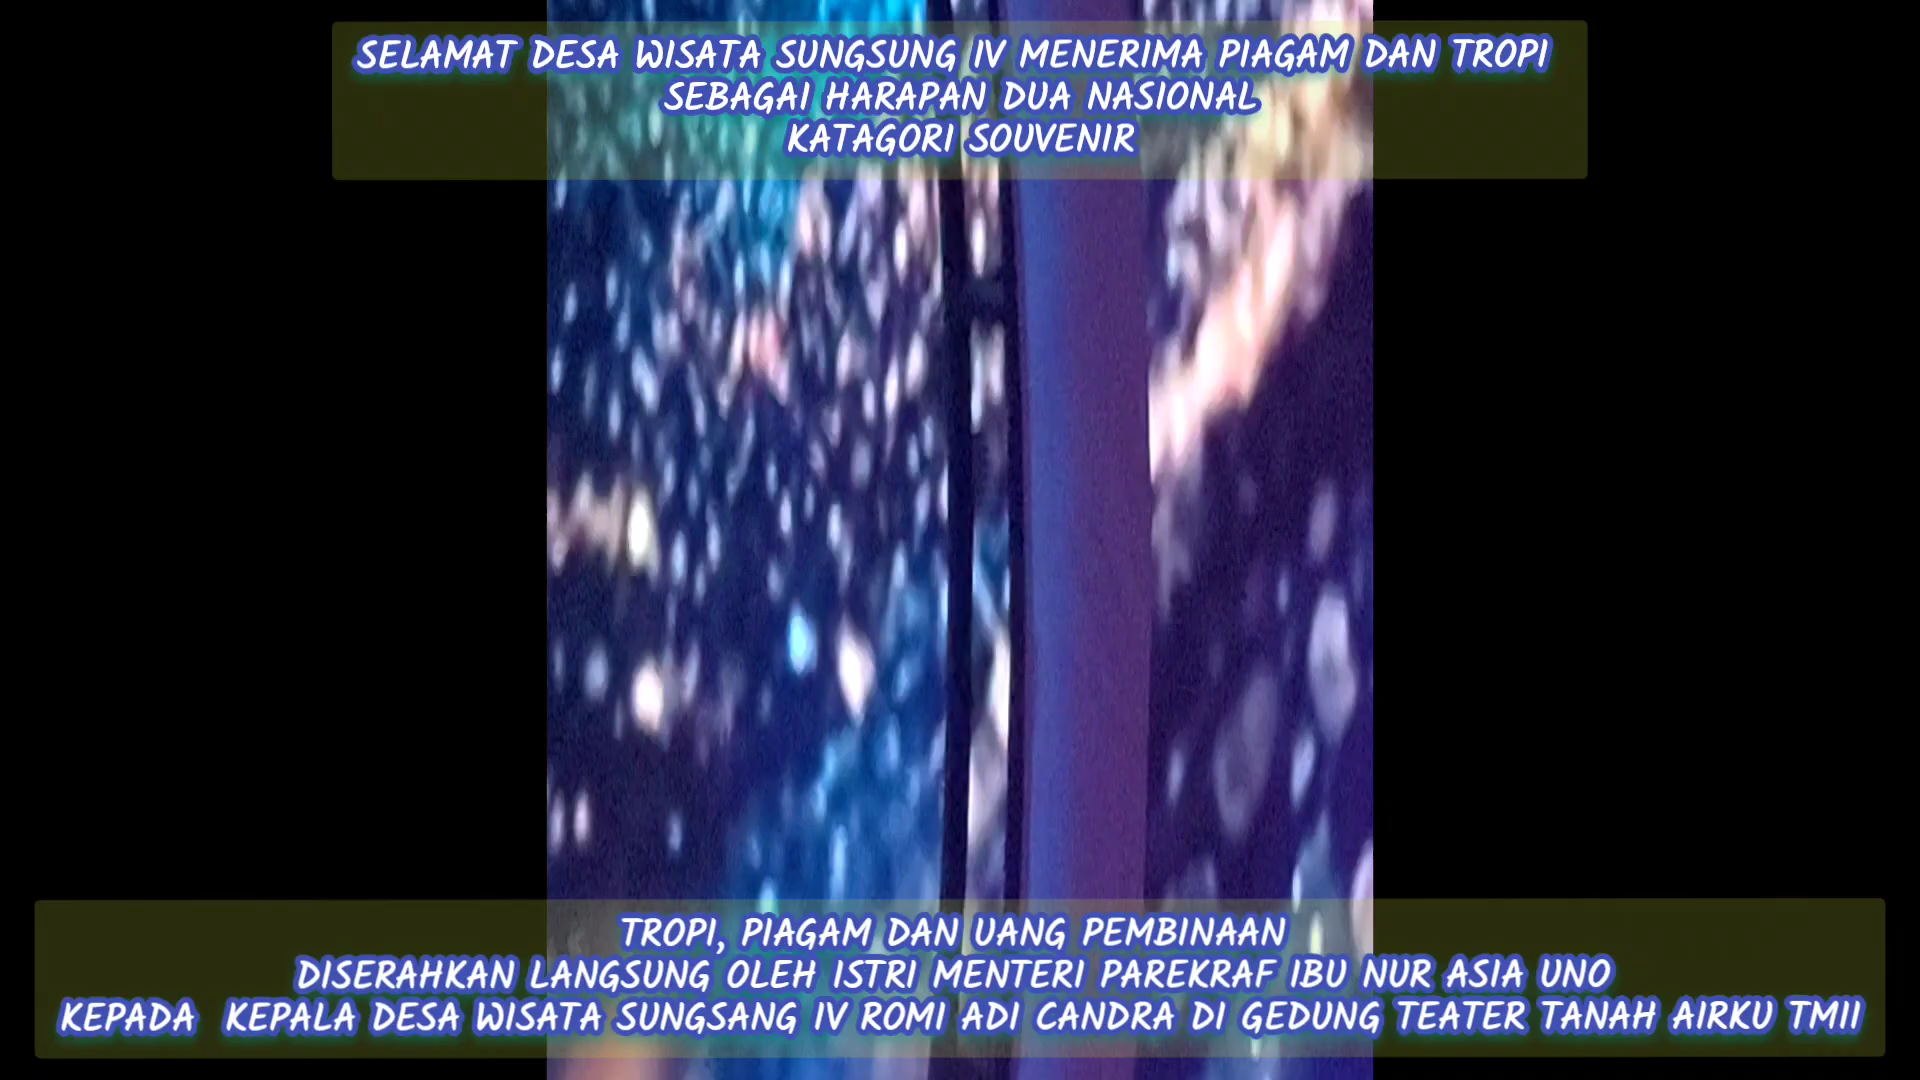 SELAMAT DESA WISATA SUNGSUNG IV MENERIMA PIAGAM DAN TROPI
SEBAGAI HARAPAN DUA NASIONAL
KATAGORI SOUVENIR
TROPI, PIAGAM DAN UANG PEMBINAAN
DISERAHKAN LANGSUNG OLEH ISTRI MENTERI PAREKRAF IBU NUR ASIA UNO
KEPADA KEPALA DESA WISATA SUNGSANG IV ROMI ADI CANDRA DI GEDUNG TEATER TANAH AIRKU TMII